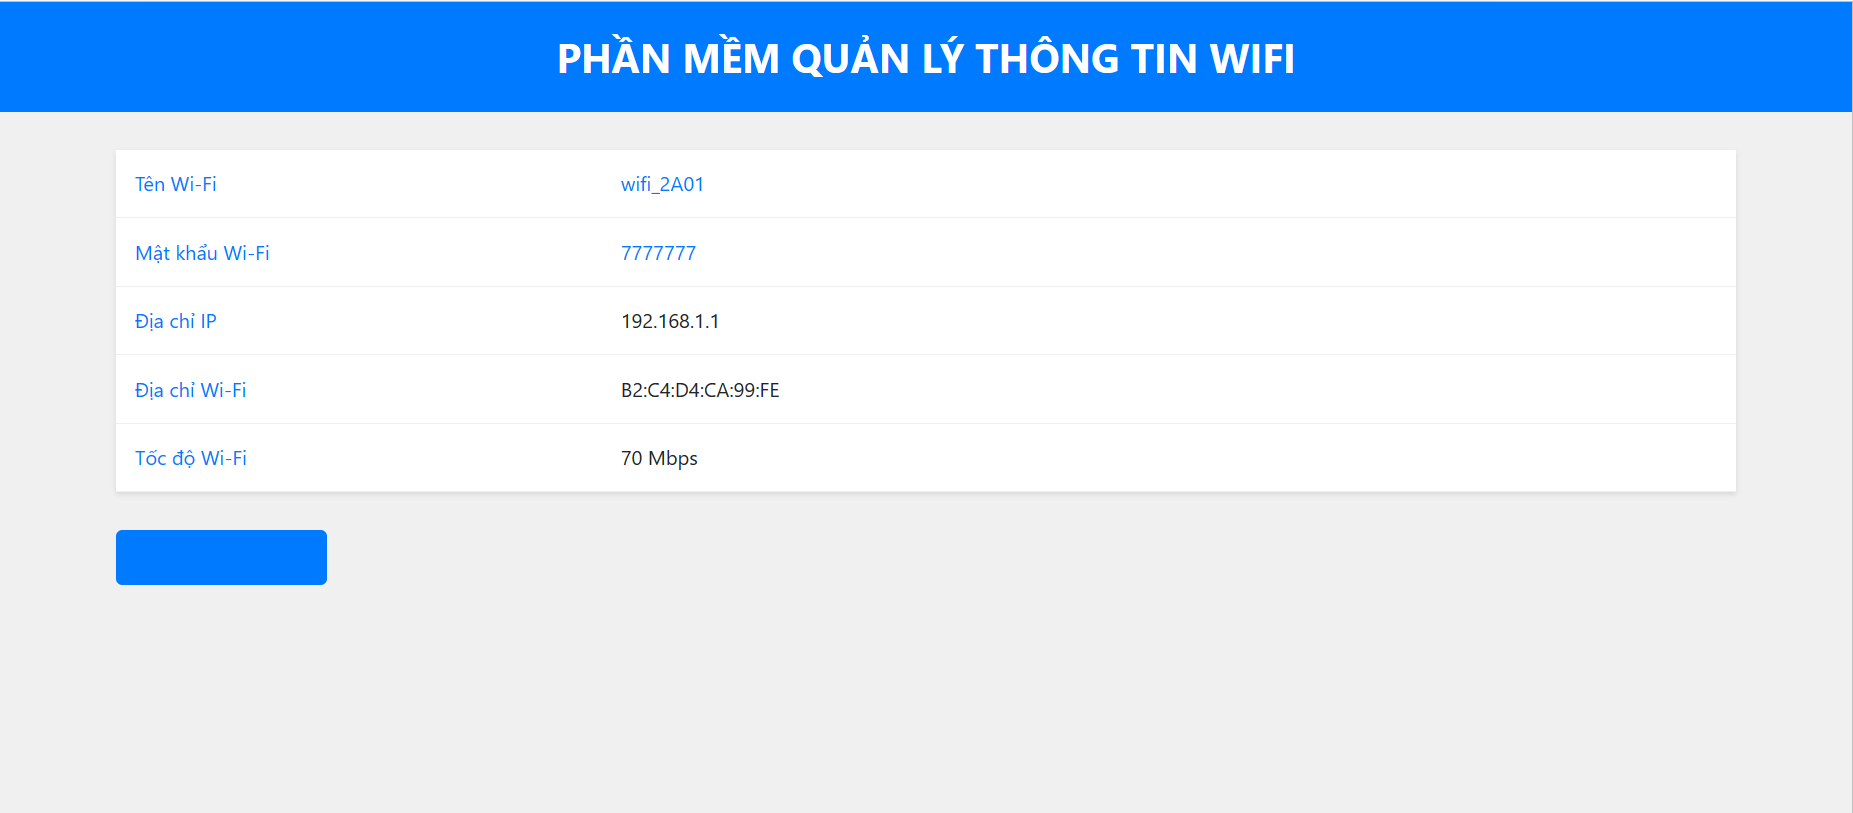 PHẦN MỀM QUẢN LÝ THÔNG TIN WIFI
Tên Wi-Fi wifi_2A01
Mật khẩu Wi-Fi 7777777
Địa chỉ IP 192.168.1.1
Địa chỉ Wi-Fi B2:C4:D4:CA:99:FE
Tốc độ Wi-Fi 70 Mbps